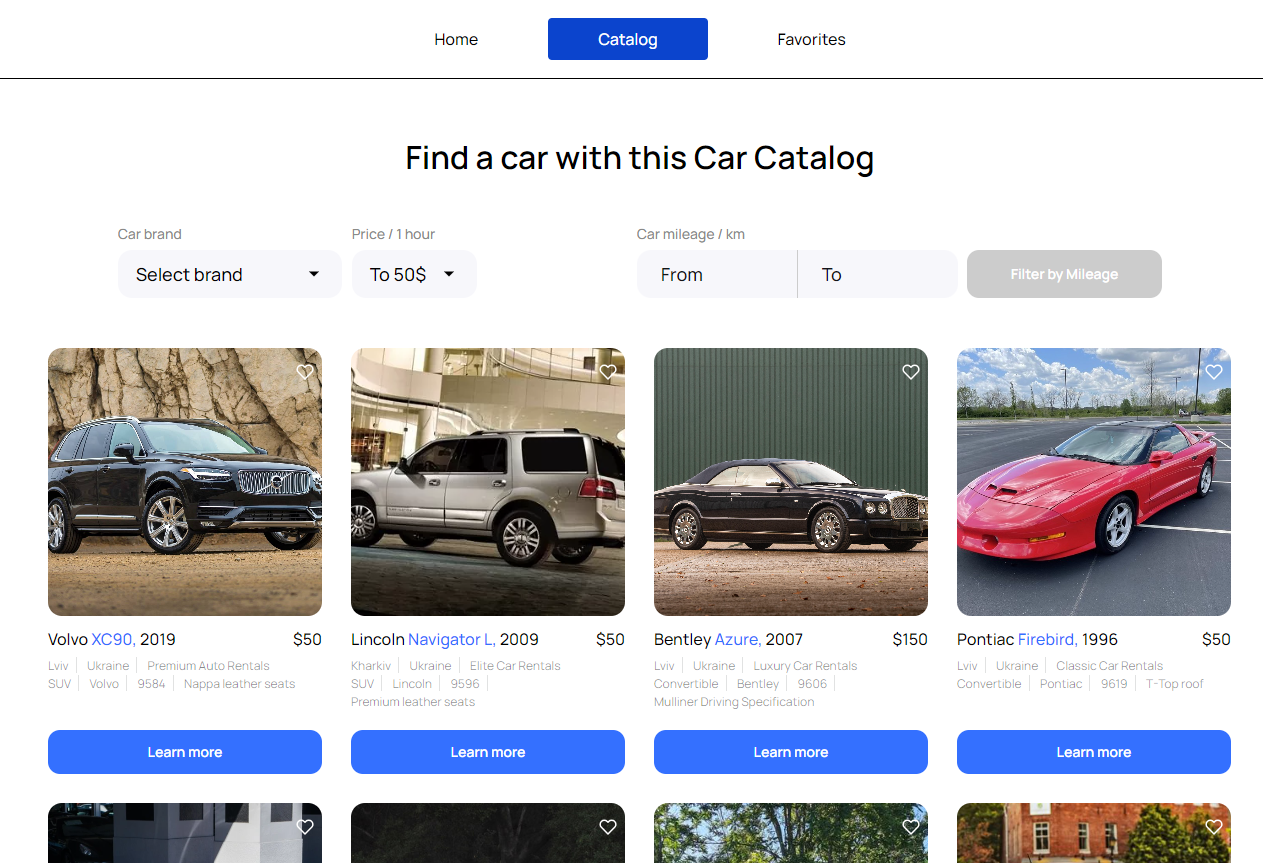 Home Catalog Favorites
Find a car with this Car Catalog
Car brand Price / 1 hour Car mileage / km
Select brand To 50$ From To Filter by Mileage
Volvo XC90, 2019 $50
Lviv Ukraine Premium Auto Rentals
SUV Volvo 9584 Nappa leather seats
Learn more
Lincoln Navigator L, 2009 $50
Kharkiv Ukraine Elite Car Rentals
SUV Lincoln 9596
Premium leather seats
Learn more
Bentley Azure, 2007 $150
Lviv Ukraine Luxury Car Rentals
Convertible Bentley 9606
Mulliner Driving Specification
Learn more
Pontiac Firebird, 1996 $50
Lviv Ukraine Classic Car Rentals
Convertible Pontiac 9619 T-Top roof
Learn more